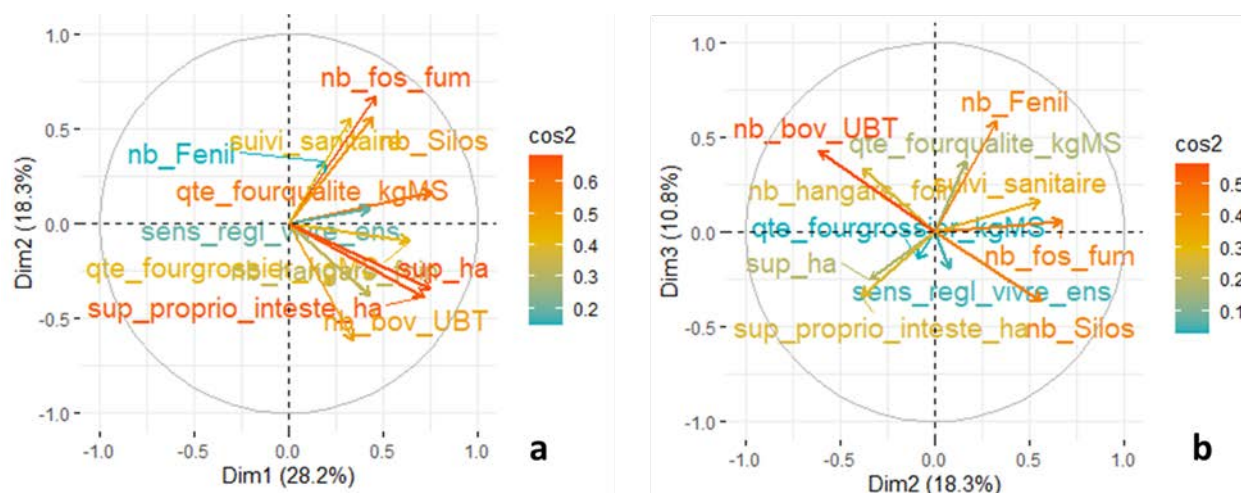 1.0
0.5
0.0
-0.5
-1.0
Dim2 (18.3%)
nb_fos_fum
suivi_sanitaire
nb_Silos
nb_Fenil
qte_fourqualite_kgMS
sens_regl_vivre_ens
qte_fourgrossier_kgMS
nb_hangars_fo
sup_ha
sup_proprio_inteste_ha
nb_bov_UBT
-1.0
-0.5
0.0
0.5
1.0
Dim1 (28.2%)
cos2
0.6
0.5
0.4
0.3
0.2
a
1.0
0.5
0.0
-0.5
-1.0
Dim3 (10.8%)
nb_Fenil
nb_bov_UBT
qte_fourqualite_kgMS
nb_hangars_fo
suivi_sanitaire
qte_fourgrossier_kgMS
nb_fos_fum
sup_ha
sens_regl_vivre_ens
sup_proprio_inteste_ha
nb_Silos
-1.0
-0.5
0.0
0.5
1.0
Dim2 (18.3%)
cos2
0.5
0.4
0.3
0.2
0.1
b